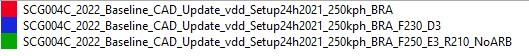 SCG004C_2022_Baseline_CAD_Update_vdd_Setup24h2021_250kph_BRA
SCG004C_2022_Baseline_CAD_Update_vdd_Setup24h2021_250kph_BRA_F230_D3
SCG004C_2022_Baseline_CAD_Update_vdd_Setup24h2021_250kph_BRA_F250_E3_R210_NoARB